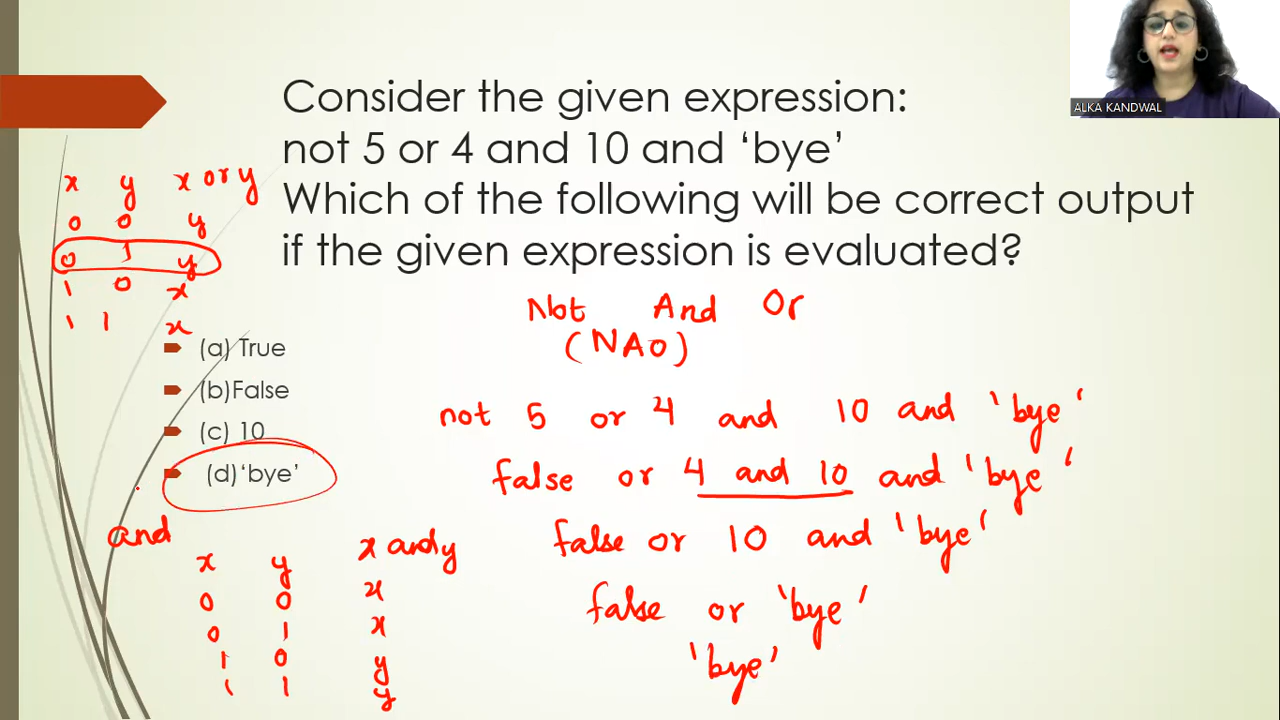 ALKA KANDWAL
Consider the given expression:
not 5 or 4 and 10 and ‘bye’
Which of the following will be correct output
if the given expression is evaluated?
x y x or y
0 0 y
0 1 y
1 0 x
1 1 x
Not And Or
(NAO)
(a) True
(b)False
(c) 10
(d)‘bye’
not 5 or 4 and 10 and 'bye'
false or 4 and 10 and 'bye'
false or 10 and 'bye'
false or 'bye'
'bye'
and
x y x and y
0 0 x
0 1 x
1 0 y
1 1 y